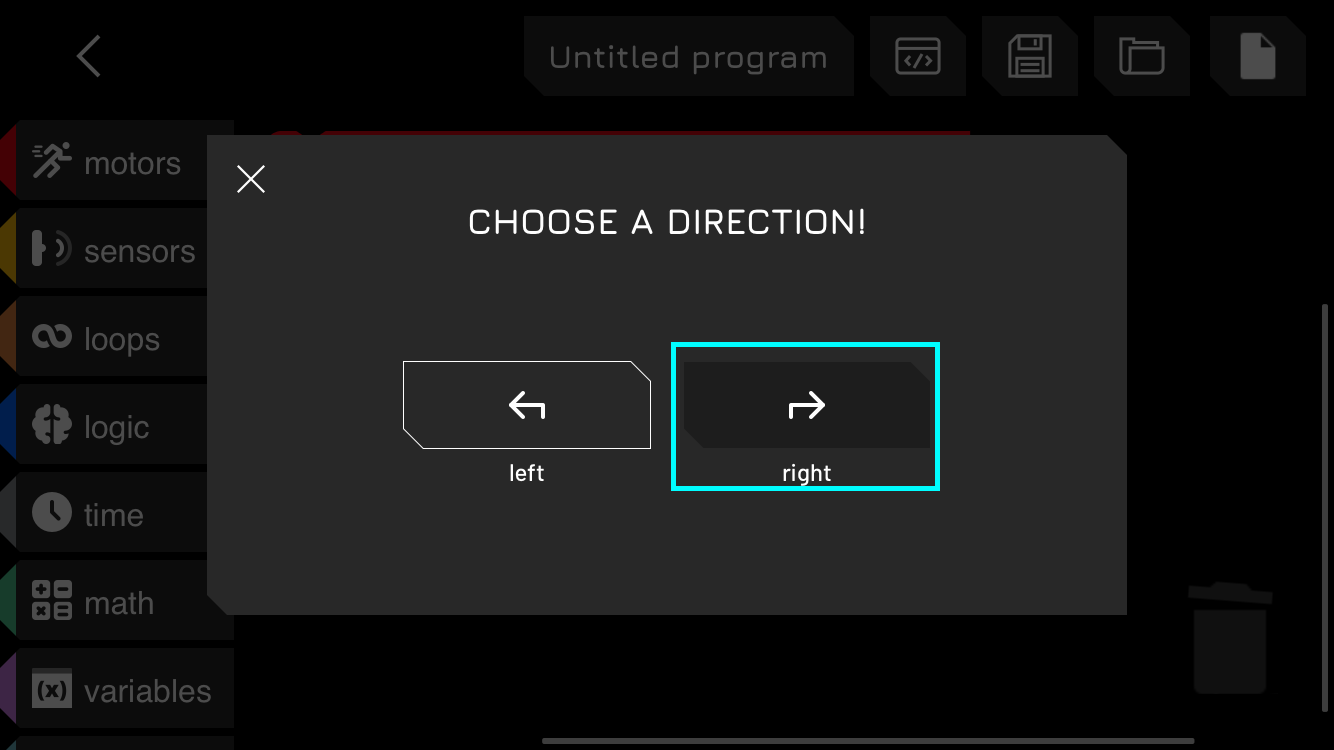 Untitled program
motors
sensors
loops
logic
time
math
variables
CHOOSE A DIRECTION!
left
right